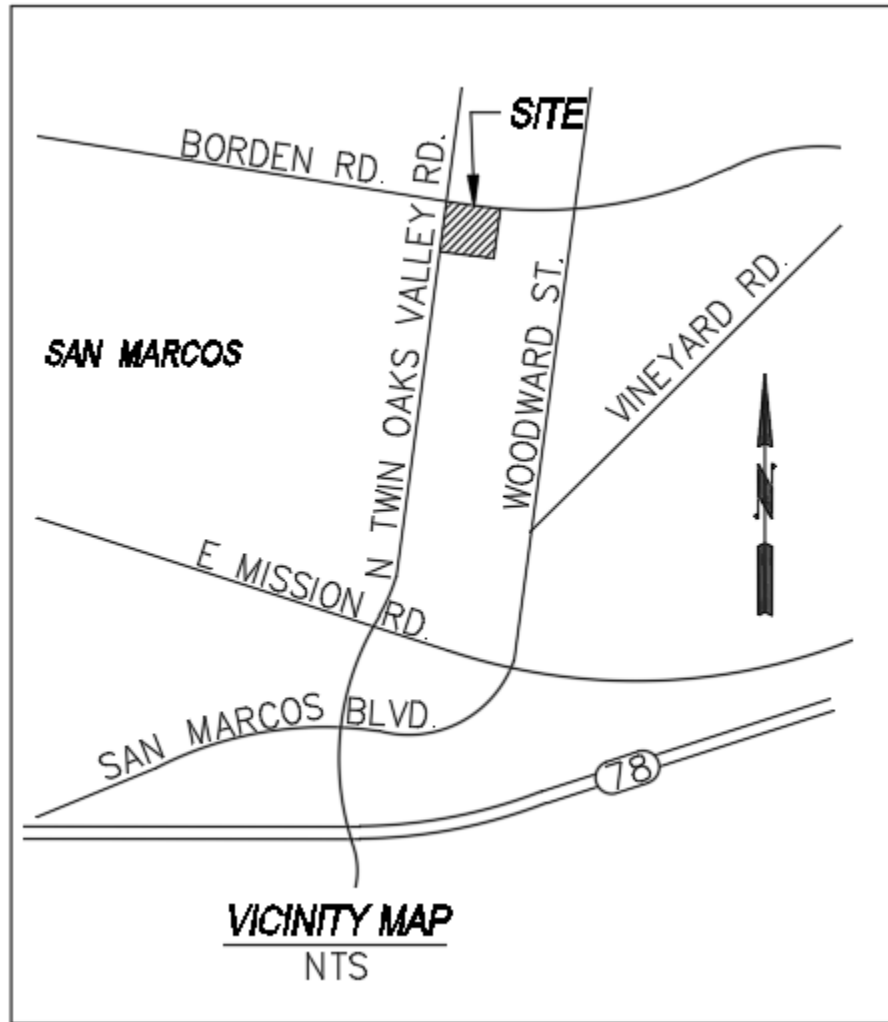 SITE
BORDEN RD.
N TWIN OAKS VALLEY RD.
WOODWARD ST.
VINEYARD RD.
SAN MARCOS
N
E MISSION RD.
SAN MARCOS BLVD.
78
VICINITY MAP
NTS